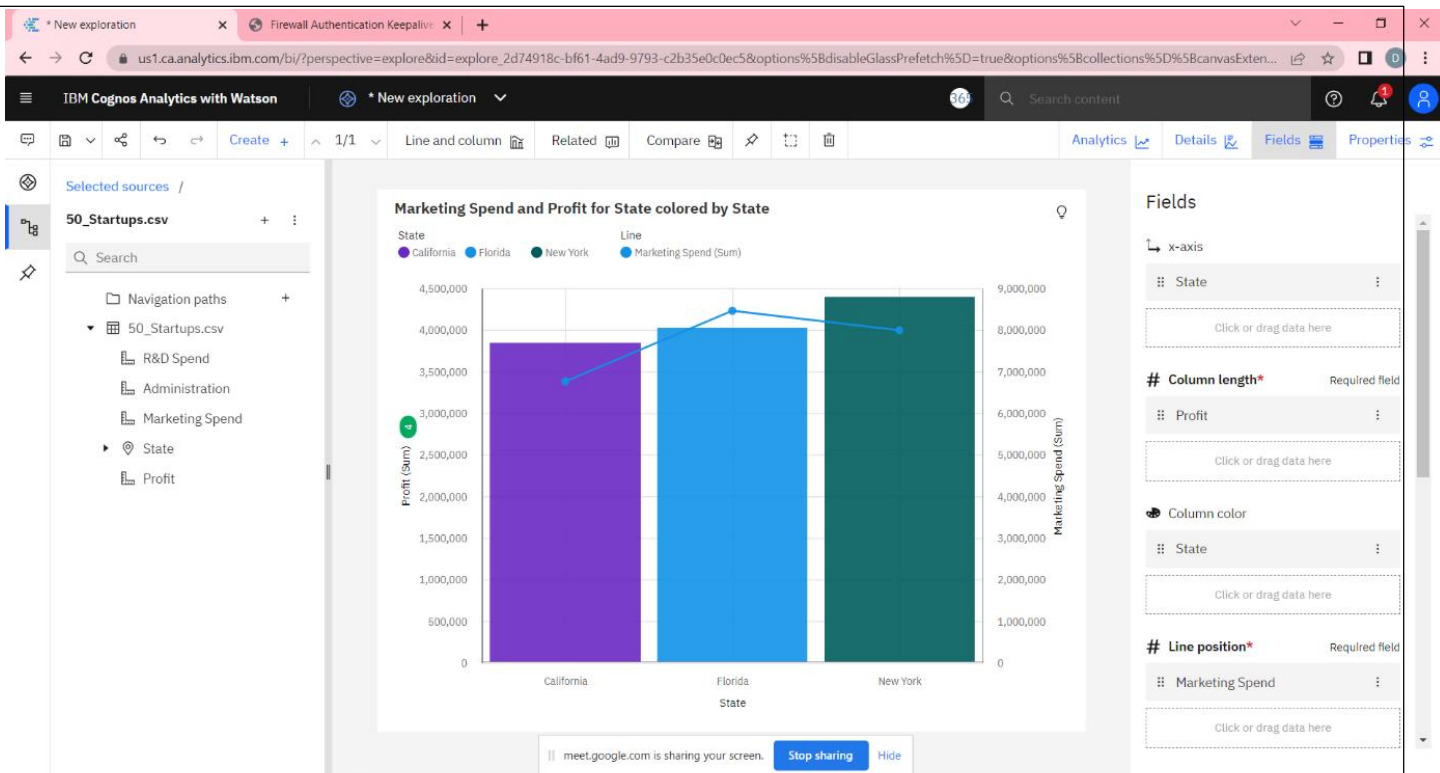 * New exploration
Firewall Authentication Keepalive
us1.ca.analytics.ibm.com/bi/?perspective=explore&id=explore_2d74918c-bf61-4ad9-9793-c2b35e0c0ec5&options%5BdisableGlassPrefetch%5D=true&options%5Bcollections%5D%5BcanvasExten...
D
IBM Cognos Analytics with Watson
* New exploration
365
Search content
1
Create +
1/1
Line and column
Related
Compare
Analytics
Details
Fields
Properties
Selected sources /
50_Startups.csv
Search
Navigation paths
50_Startups.csv
R&D Spend
Administration
Marketing Spend
State
Profit
Marketing Spend and Profit for State colored by State
State
California Florida New York
Line
Marketing Spend (Sum)
4,500,000
4,000,000
3,500,000
3,000,000
2,500,000
2,000,000
1,500,000
1,000,000
500,000
0
Profit (Sum)
9,000,000
8,000,000
7,000,000
6,000,000
5,000,000
4,000,000
3,000,000
2,000,000
1,000,000
0
Marketing Spend (Sum)
California
Florida
New York
State
Fields
x-axis
State
Click or drag data here
# Column length* Required field
Profit
Click or drag data here
Column color
State
Click or drag data here
# Line position* Required field
Marketing Spend
Click or drag data here
meet.google.com is sharing your screen.
Stop sharing
Hide